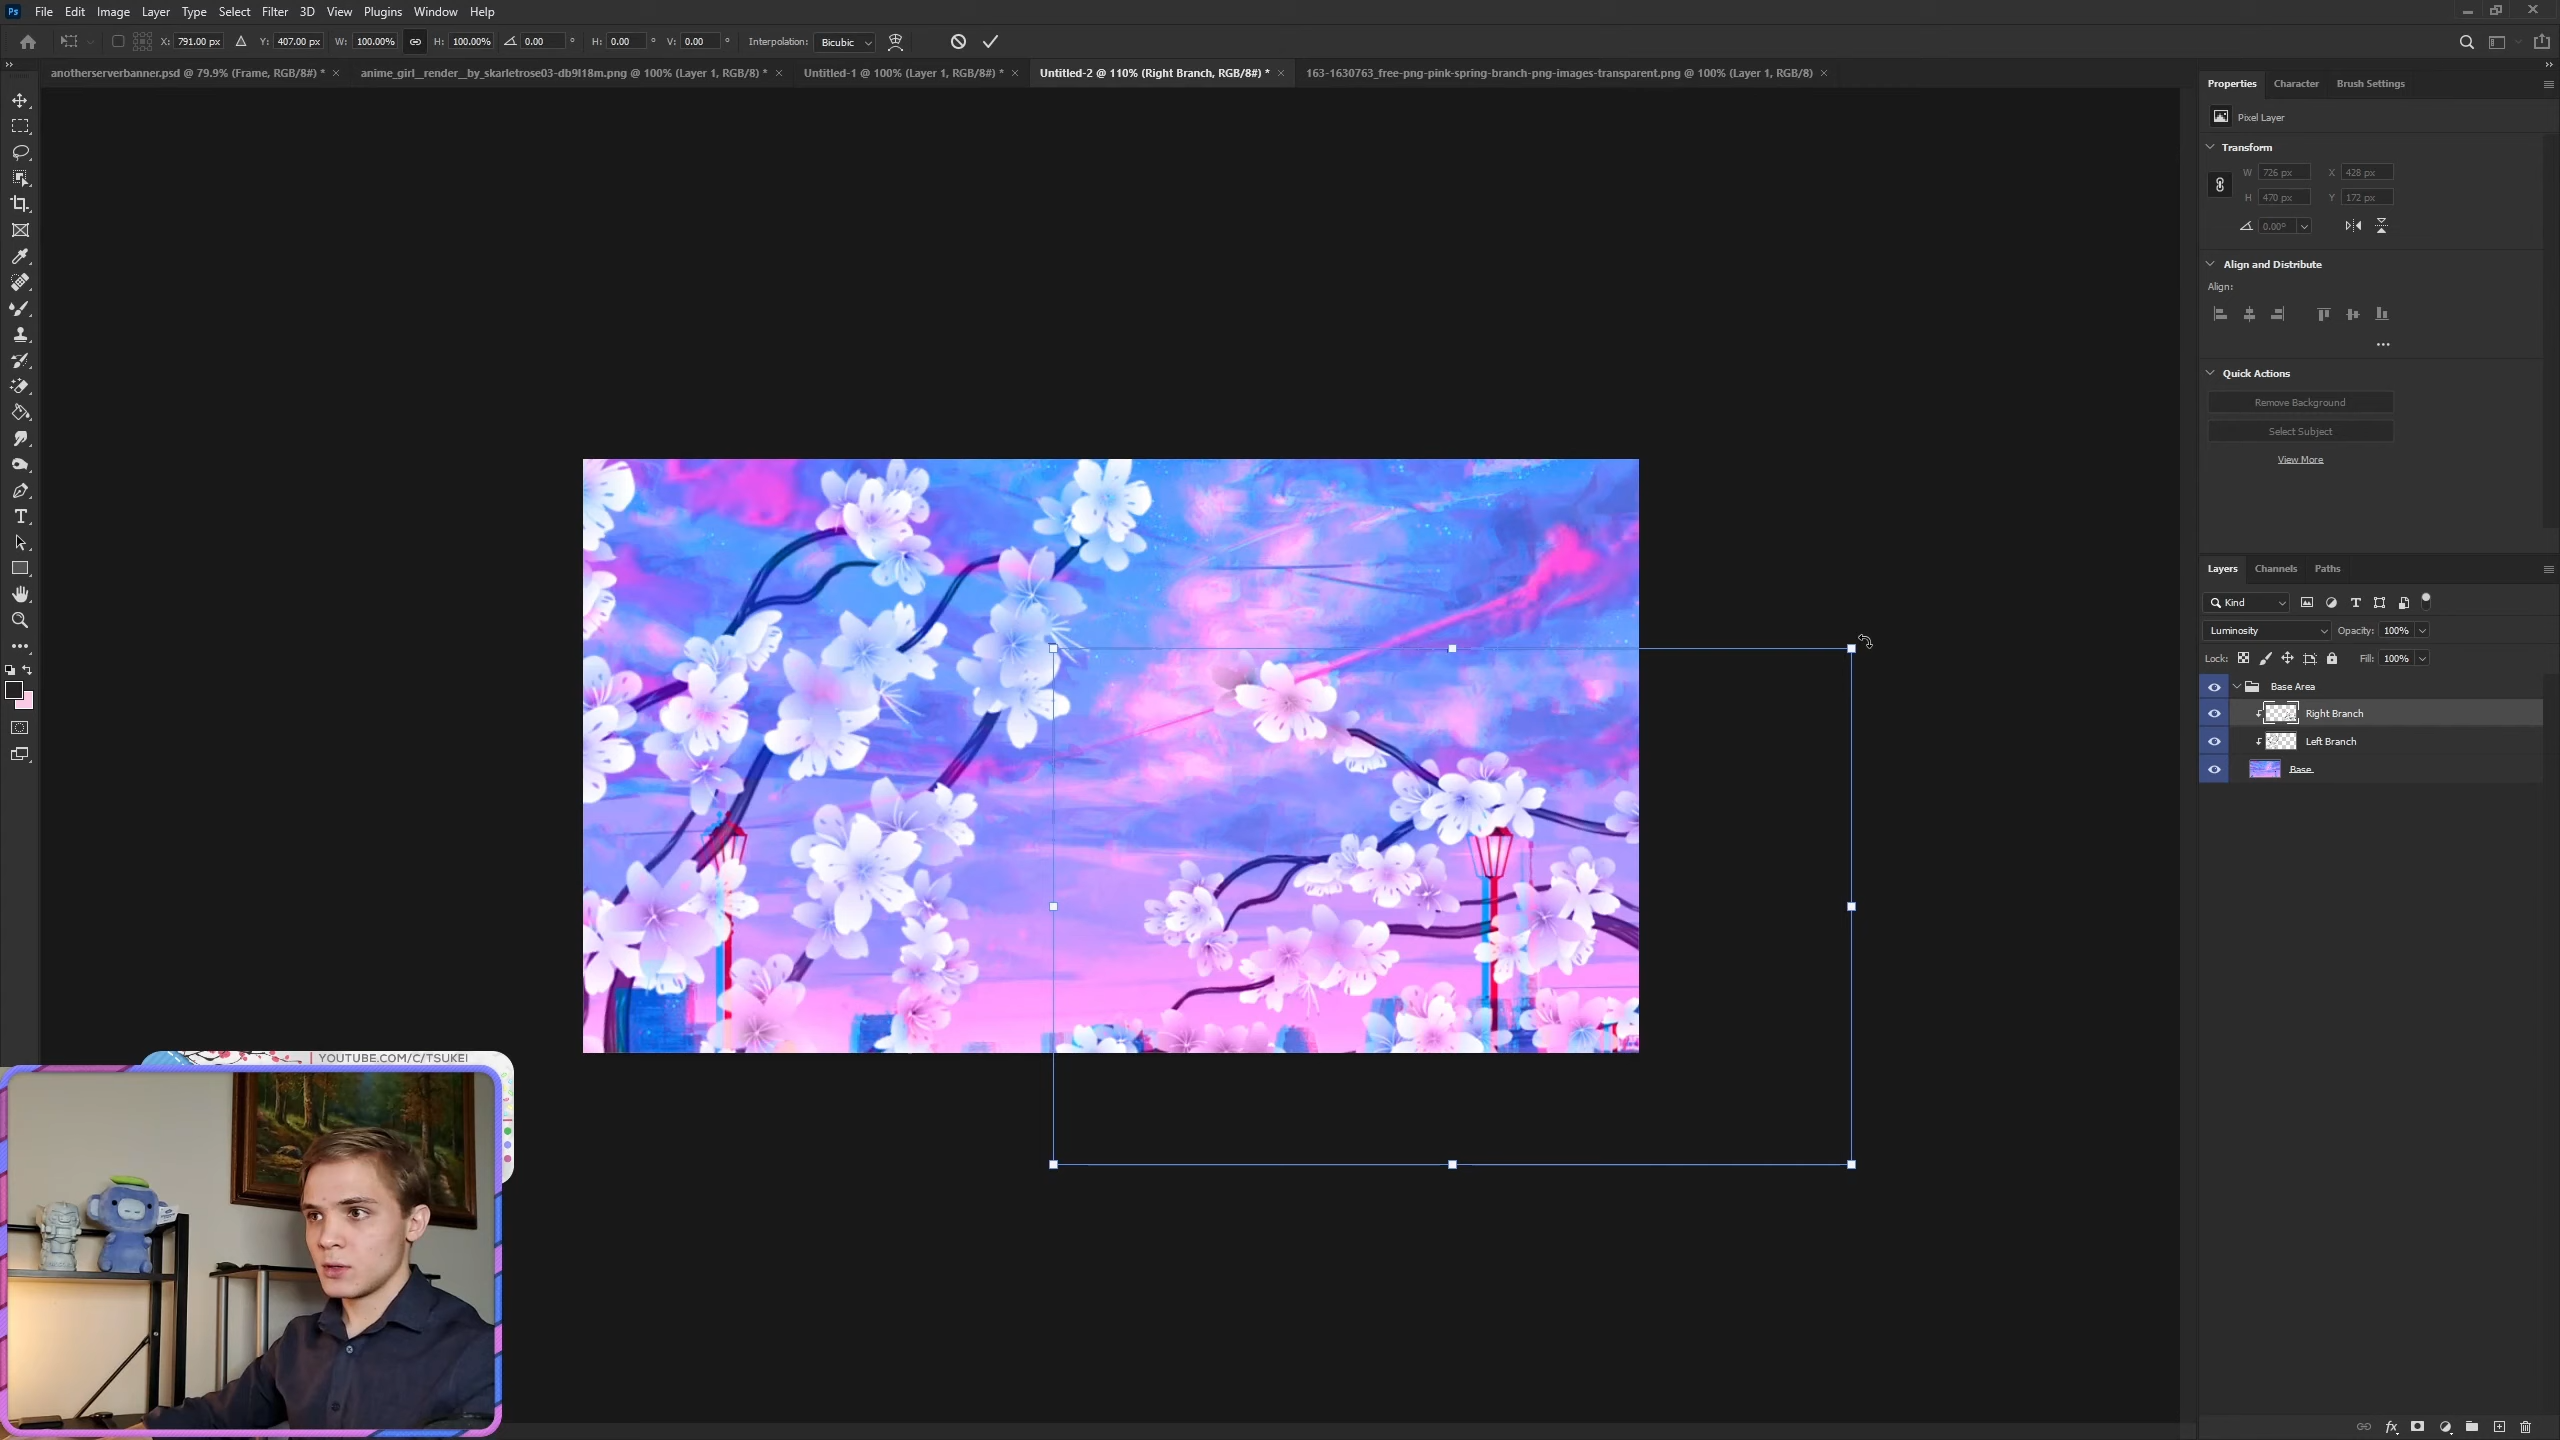 Ps File Edit Image Layer Type Select Filter 3D View Plugins Window Help
X: 791.00 px Y: 407.00 px W: 100.00% H: 100.00% 0.00 ° H: 0.00 ° V: 0.00 ° Interpolation: Bicubic
anotherserverbanner.psd @ 79.9% (Frame, RGB/8#) * × anime_girl_render_by_skarletrose03-db9l18m.png @ 100% (Layer 1, RGB/8) * × Untitled-1 @ 100% (Layer 1, RGB/8#) * × Untitled-2 @ 110% (Right Branch, RGB/8#) * × 163-1630763_free-png-pink-spring-branch-png-images-transparent.png @ 100% (Layer 1, RGB/8) ×
Properties Character Brush Settings
Pixel Layer
Transform
W 726 px X 428 px
H 470 px Y 172 px
0.00°
Align and Distribute
Align:
Quick Actions
Remove Background
Select Subject
View More
Layers Channels Paths
Kind
Luminosity Opacity: 100%
Lock: Fill: 100%
Base Area
Right Branch
Left Branch
Base
fx
YOUTUBE.COM/C/TSUKEI